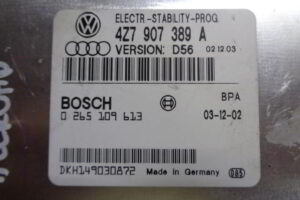 ELECTR-STABILITY-PROG.
4Z7 907 389 A
VERSION: D56 02 12 03
BOSCH BPA
0 265 109 613 03-12-02
DKH149030872 Made in Germany